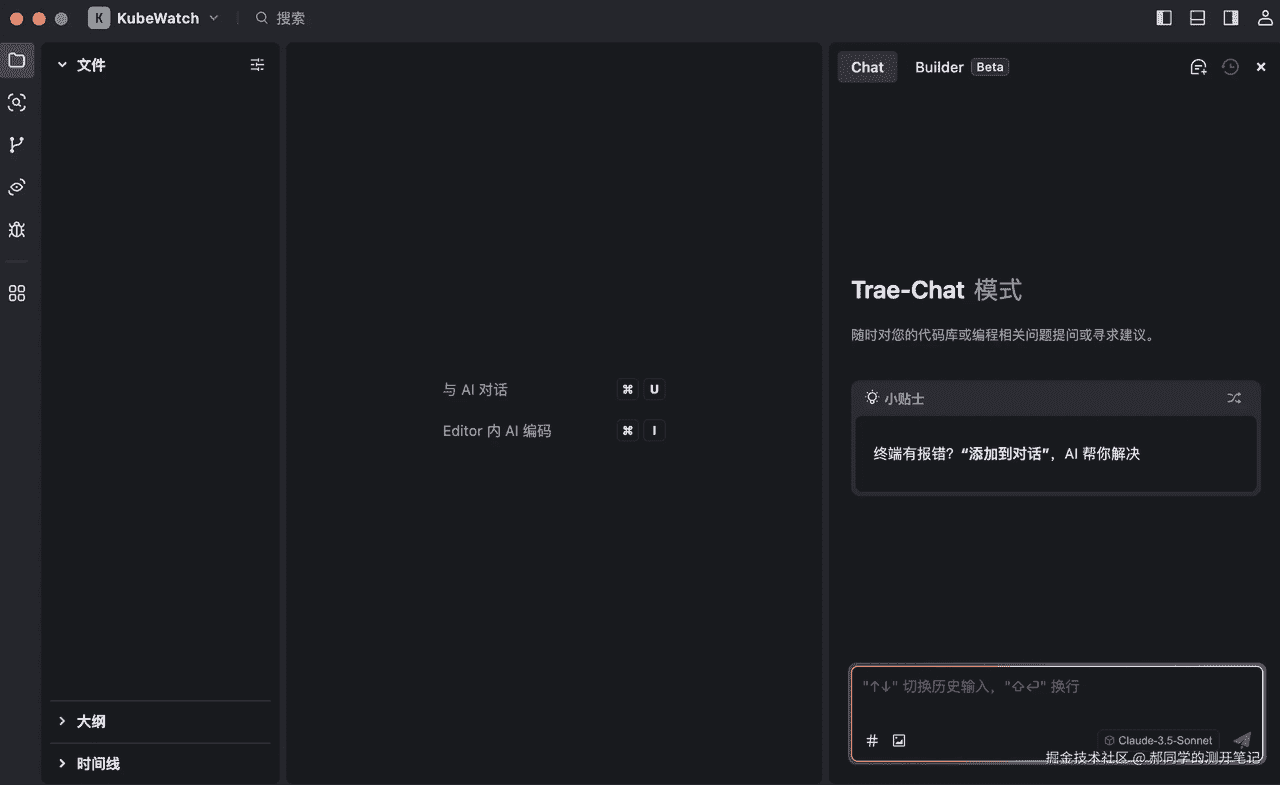 K KubeWatch 搜索
文件
Chat Builder Beta
与 AI 对话 ⌘ U
Editor 内 AI 编码 ⌘ I
Trae-Chat 模式
随时对您的代码库或编程相关问题提问或寻求建议。
小贴士
终端有报错？“添加到对话”，AI 帮你解决
"↑↓" 切换历史输入，"⇧⏎" 换行
# Claude-3.5-Sonnet
掘金技术社区 @ 郝同学的测开笔记
大纲
时间线